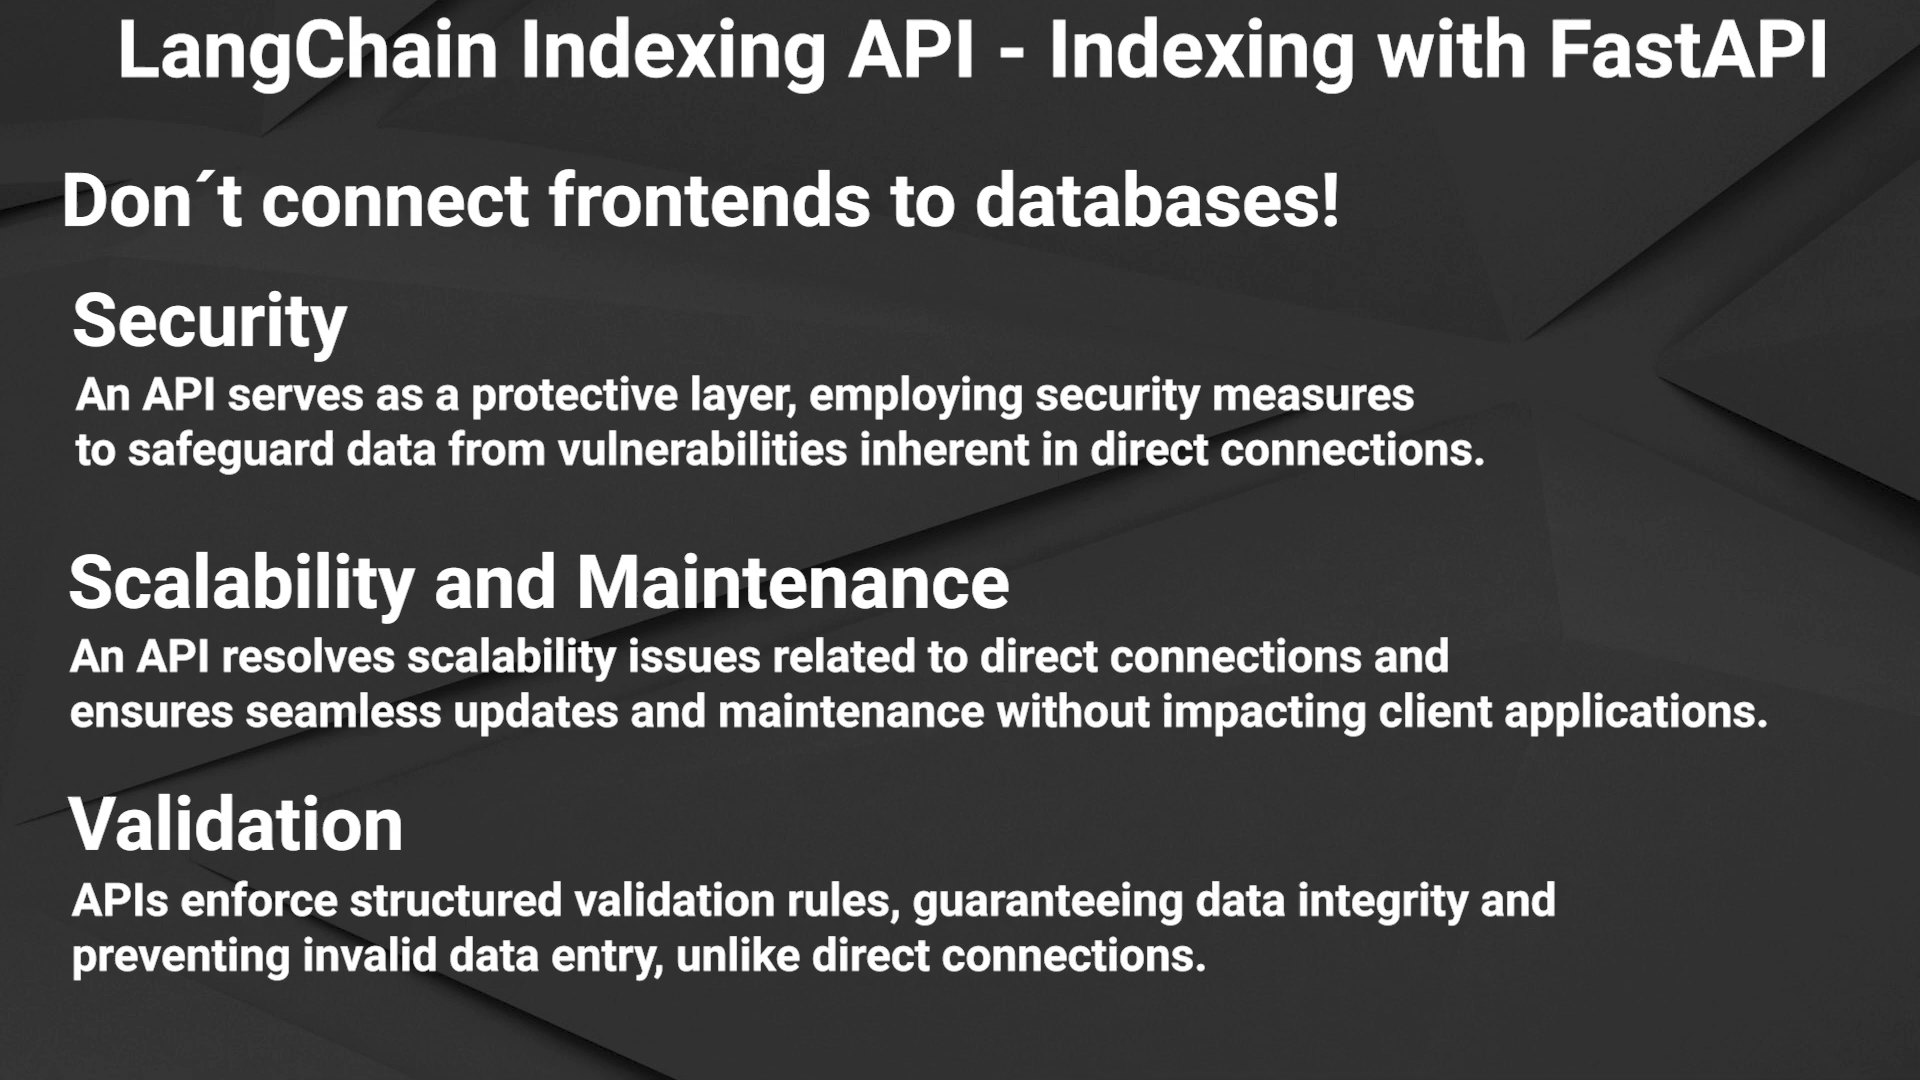 LangChain Indexing API - Indexing with FastAPI
Don´t connect frontends to databases!
Security
An API serves as a protective layer, employing security measures
to safeguard data from vulnerabilities inherent in direct connections.
Scalability and Maintenance
An API resolves scalability issues related to direct connections and
ensures seamless updates and maintenance without impacting client applications.
Validation
APIs enforce structured validation rules, guaranteeing data integrity and
preventing invalid data entry, unlike direct connections.